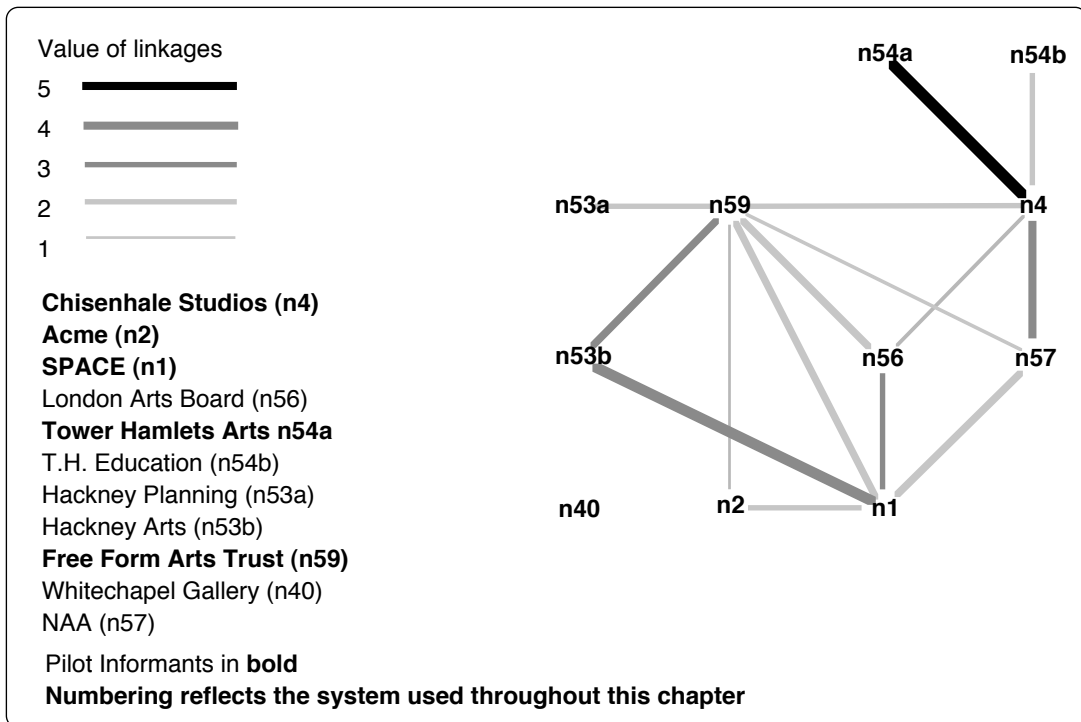 Value of linkages
5
4
3
2
1
Chisenhale Studios (n4)
Acme (n2)
SPACE (n1)
London Arts Board (n56)
Tower Hamlets Arts n54a
T.H. Education (n54b)
Hackney Planning (n53a)
Hackney Arts (n53b)
Free Form Arts Trust (n59)
Whitechapel Gallery (n40)
NAA (n57)
Pilot Informants in bold
Numbering reflects the system used throughout this chapter
n54a n54b
n53a n59 n4
n53b n56 n57
n40 n2 n1